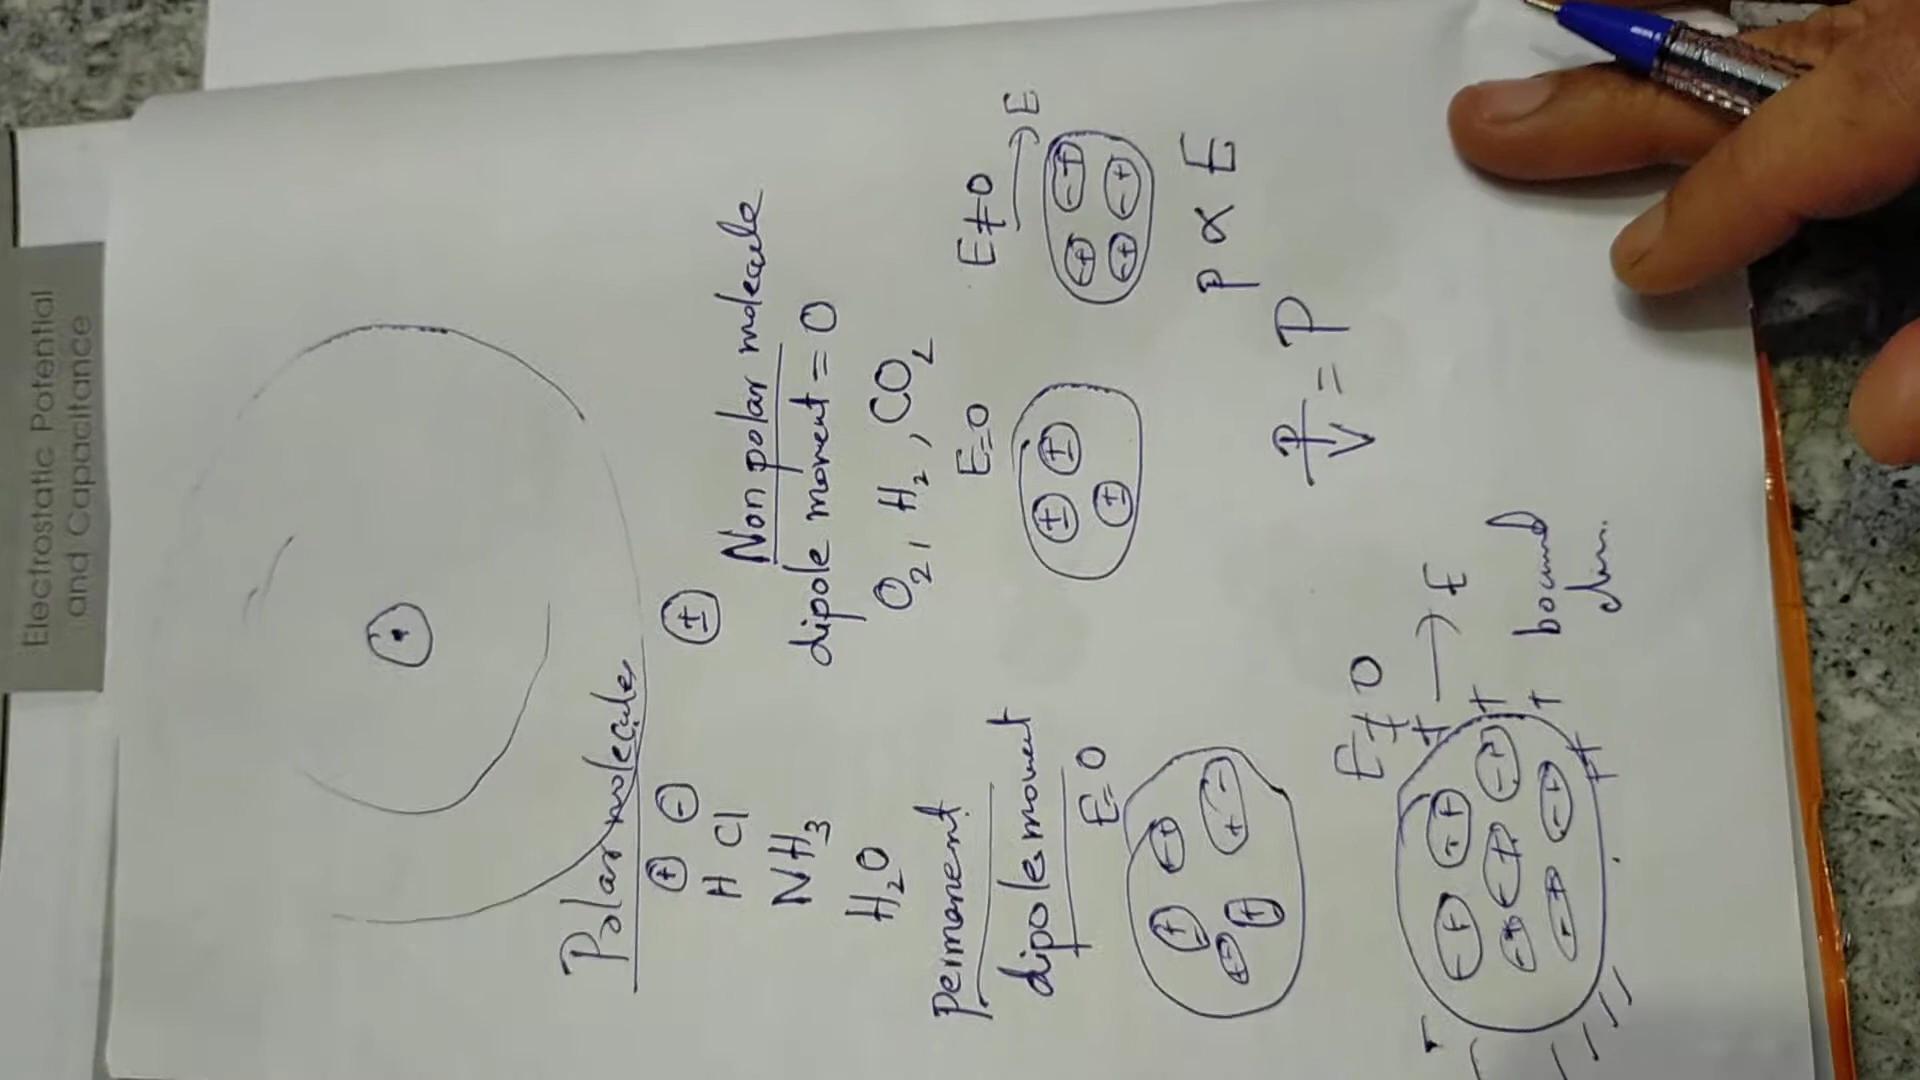 Electrostatic Potential
and Capacitance
Polar molecule
+ -
H Cl
NH3
H2O
Permanent
dipole moment
E=0
±
Non polar molecule
dipole moment = 0
O2, H2, CO2
E=0
E≠0
→E
p ∝ E
p/V = P
E≠0
→E
bound